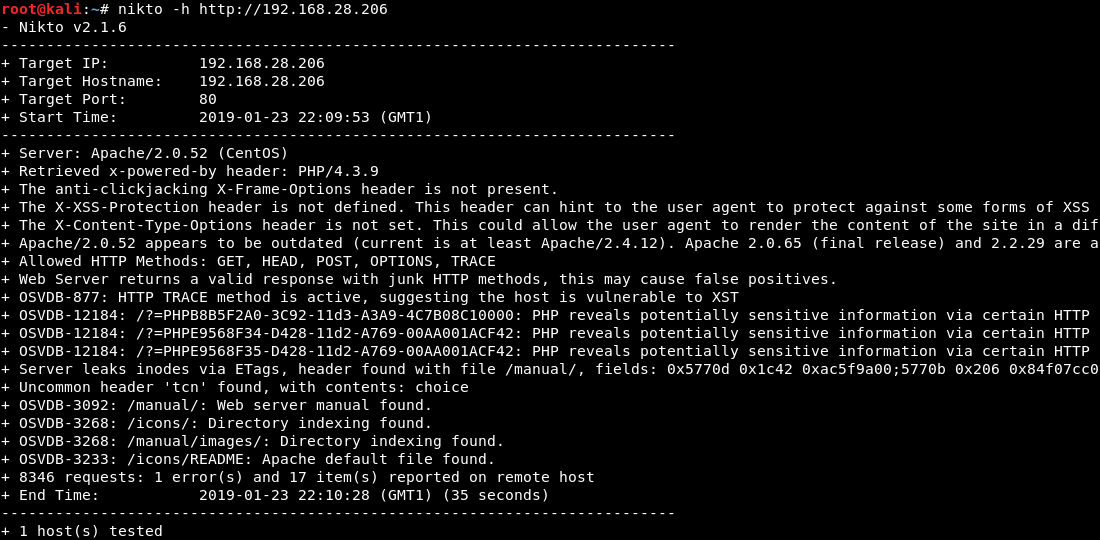 root@kali:~# nikto -h http://192.168.28.206
- Nikto v2.1.6
---------------------------------------------------------------------------
+ Target IP:          192.168.28.206
+ Target Hostname:    192.168.28.206
+ Target Port:        80
+ Start Time:         2019-01-23 22:09:53 (GMT1)
---------------------------------------------------------------------------
+ Server: Apache/2.0.52 (CentOS)
+ Retrieved x-powered-by header: PHP/4.3.9
+ The anti-clickjacking X-Frame-Options header is not present.
+ The X-XSS-Protection header is not defined. This header can hint to the user agent to protect against some forms of XSS
+ The X-Content-Type-Options header is not set. This could allow the user agent to render the content of the site in a dif
+ Apache/2.0.52 appears to be outdated (current is at least Apache/2.4.12). Apache 2.0.65 (final release) and 2.2.29 are a
+ Allowed HTTP Methods: GET, HEAD, POST, OPTIONS, TRACE
+ Web Server returns a valid response with junk HTTP methods, this may cause false positives.
+ OSVDB-877: HTTP TRACE method is active, suggesting the host is vulnerable to XST
+ OSVDB-12184: /?=PHPB8B5F2A0-3C92-11d3-A3A9-4C7B08C10000: PHP reveals potentially sensitive information via certain HTTP
+ OSVDB-12184: /?=PHPE9568F34-D428-11d2-A769-00AA001ACF42: PHP reveals potentially sensitive information via certain HTTP
+ OSVDB-12184: /?=PHPE9568F35-D428-11d2-A769-00AA001ACF42: PHP reveals potentially sensitive information via certain HTTP
+ Server leaks inodes via ETags, header found with file /manual/, fields: 0x5770d 0x1c42 0xac5f9a00;5770b 0x206 0x84f07cc0
+ Uncommon header 'tcn' found, with contents: choice
+ OSVDB-3092: /manual/: Web server manual found.
+ OSVDB-3268: /icons/: Directory indexing found.
+ OSVDB-3268: /manual/images/: Directory indexing found.
+ OSVDB-3233: /icons/README: Apache default file found.
+ 8346 requests: 1 error(s) and 17 item(s) reported on remote host
+ End Time:           2019-01-23 22:10:28 (GMT1) (35 seconds)
---------------------------------------------------------------------------
+ 1 host(s) tested